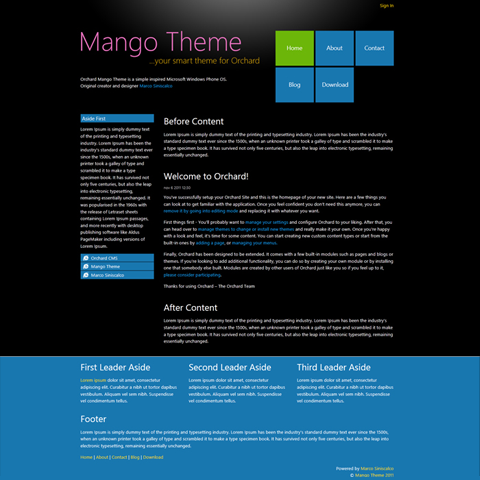 Sign In
Mango Theme
...your smart theme for Orchard
Home
About
Contact
Blog
Download
Orchard Mango Theme is a simple inspired Microsoft Windows Phone OS.
Original creator and designer Marco Siniscalco
Aside First
Lorem Ipsum is simply dummy text
of the printing and typesetting
industry. Lorem Ipsum has been the
industry's standard dummy text ever
since the 1500s, when an unknown
printer took a galley of type and
scrambled it to make a type
specimen book. It has survived not
only five centuries, but also the leap
into electronic typesetting,
remaining essentially unchanged. It
was popularised in the 1960s with
the release of Letraset sheets
containing Lorem Ipsum passages,
and more recently with desktop
publishing software like Aldus
PageMaker including versions of
Lorem Ipsum.
Orchard CMS
Mango Theme
Marco Siniscalco
Before Content
Lorem Ipsum is simply dummy text of the printing and typesetting industry. Lorem Ipsum has been the industry's
standard dummy text ever since the 1500s, when an unknown printer took a galley of type and scrambled it to make a
type specimen book. It has survived not only five centuries, but also the leap into electronic typesetting, remaining
essentially unchanged.
Welcome to Orchard!
You've successfully setup your Orchard Site and this is the homepage of your new site. Here are a few things you
can look at to get familiar with the application. Once you feel confident you don't need this anymore, you can
remove it by going into editing mode and replacing it with whatever you want.
First things first - You'll probably want to manage your settings and configure Orchard to your liking. After that, you
can head over to manage themes to change or install new themes and really make it your own. Once you're happy
with a look and feel, it's time for some content. You can start creating new custom content types or start from the
built-in ones by adding a page, or managing your menus.
Finally, Orchard has been designed to be extended. It comes with a few built-in modules such as pages and blogs or
themes. If you're looking to add additional functionality, you can do so by creating your own module or by installing
one that somebody else built. Modules are created by other users of Orchard just like you so if you feel up to it,
please consider participating.
Thanks for using Orchard – The Orchard Team
After Content
Lorem Ipsum is simply dummy text of the printing and typesetting industry. Lorem Ipsum has been the industry's
standard dummy text ever since the 1500s, when an unknown printer took a galley of type and scrambled it to make a
type specimen book. It has survived not only five centuries, but also the leap into electronic typesetting, remaining
essentially unchanged.
First Leader Aside
Lorem ipsum dolor sit amet, consectetur
adipiscing elit. Curabitur a nibh ut tortor dapibus
vestibulum. Aliquam vel sem nibh. Suspendisse
vel condimentum tellus.
Second Leader Aside
Lorem ipsum dolor sit amet, consectetur
adipiscing elit. Curabitur a nibh ut tortor dapibus
vestibulum. Aliquam vel sem nibh. Suspendisse
vel condimentum tellus.
Third Leader Aside
Lorem ipsum dolor sit amet, consectetur
adipiscing elit. Curabitur a nibh ut tortor dapibus
vestibulum. Aliquam vel sem nibh. Suspendisse
vel condimentum tellus.
Footer
Lorem Ipsum is simply dummy text of the printing and typesetting industry. Lorem Ipsum has been the industry's standard dummy text ever since the 1500s, when an
unknown printer took a galley of type and scrambled it to make a type specimen book. It has survived not only five centuries, but also the leap into electronic typesetting,
remaining essentially unchanged.
Home | About | Contact | Blog | Download
Powered by Marco Siniscalco
© Mango Theme 2011